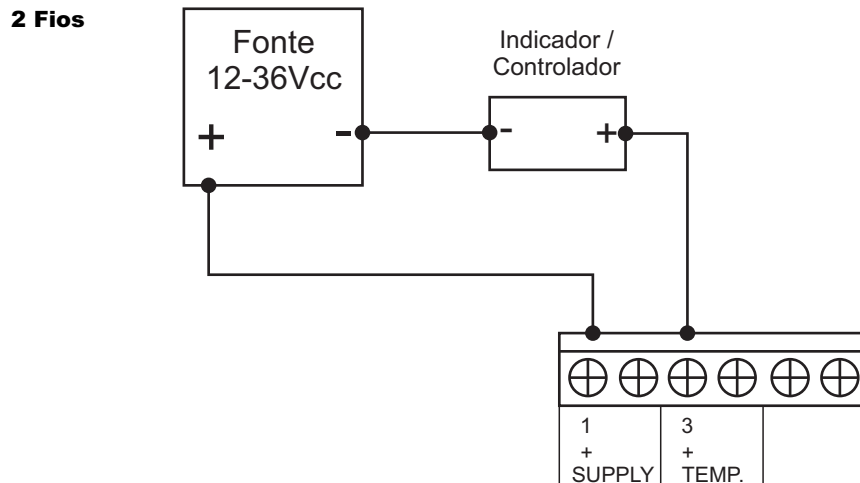 2 Fios
Fonte
12-36Vcc
+ -
Indicador /
Controlador
- +
1 3
+ +
SUPPLY TEMP.